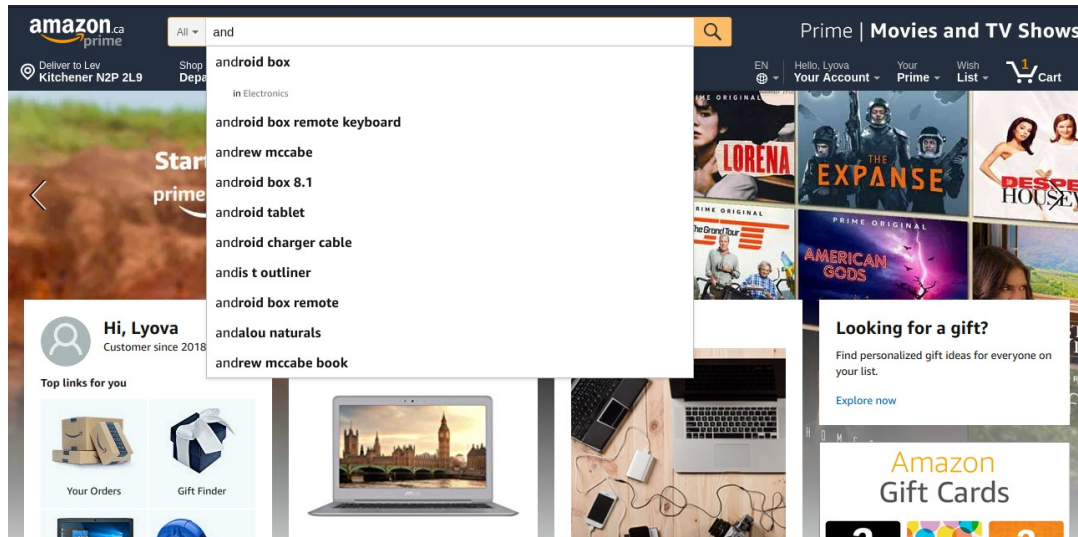 amazon.ca
prime
All
and
Prime | Movies and TV Shows
Deliver to Lev
Kitchener N2P 2L9
Shop
Depa
EN
Hello, Lyova
Your Account
Your
Prime
Wish
List
1
Cart
android box
in Electronics
android box remote keyboard
andrew mccabe
android box 8.1
android tablet
android charger cable
andis t outliner
android box remote
andalou naturals
andrew mccabe book
Star
prime
LORENA
THE
EXPANSE
DESPE
HOUSEW
PRIME ORIGINAL
The Grand Tour
PRIME ORIGINAL
AMERICAN
GODS
Hi, Lyova
Customer since 2018
Top links for you
Your Orders
Gift Finder
Looking for a gift?
Find personalized gift ideas for everyone on
your list.
Explore now
HOME
Amazon
Gift Cards